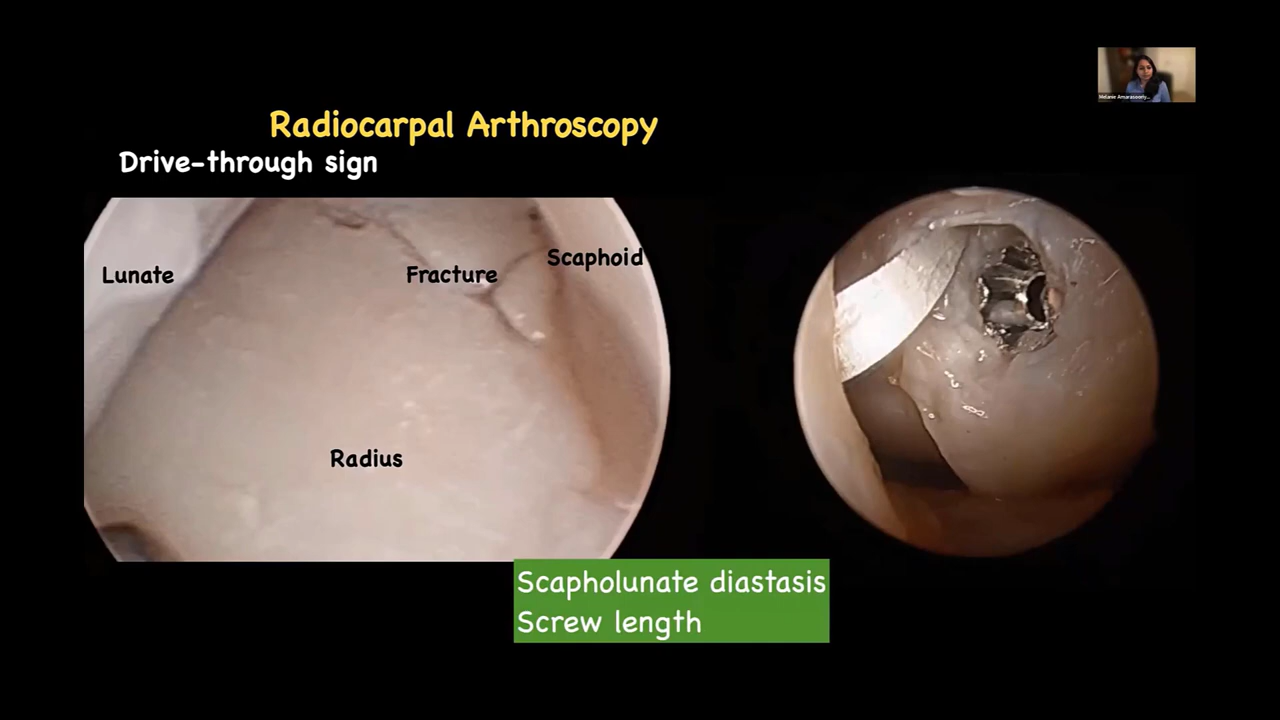 Radiocarpal Arthroscopy
Drive-through sign
Lunate
Fracture
Scaphoid
Radius
Scapholunate diastasis
Screw length